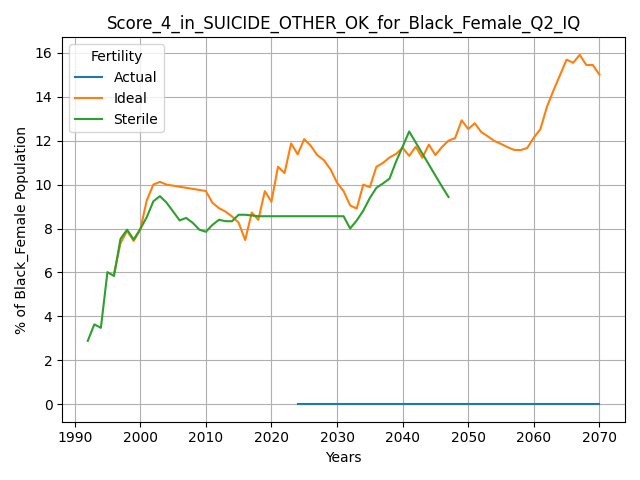 Score_4_in_SUICIDE_OTHER_OK_for_Black_Female_Q2_IQ
Fertility
Actual
Ideal
Sterile
% of Black_Female Population
16
14
12
10
8
6
4
2
0
1990 2000 2010 2020 2030 2040 2050 2060 2070
Years